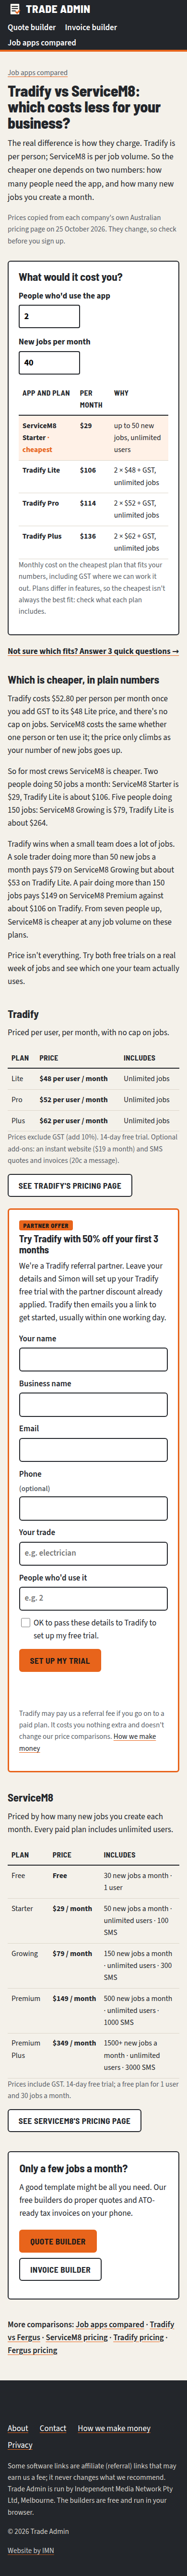 TRADE ADMIN
Quote builder Invoice builder
Job apps compared
Job apps compared
Tradify vs ServiceM8:
which costs less for your
business?
The real difference is how they charge. Tradify is
per person; ServiceM8 is per job volume. So the
cheaper one depends on two numbers: how
many people need the app, and how many new
jobs you create a month.
Prices copied from each company's own Australian
pricing page on 25 October 2026. They change, so check
before you sign up.
What would it cost you?
People who'd use the app
2
New jobs per month
40
APP AND PLAN PER MONTH WHY
ServiceM8 Starter · cheapest $29 up to 50 new jobs, unlimited users
Tradify Lite $106 2 × $48 + GST, unlimited jobs
Tradify Pro $114 2 × $52 + GST, unlimited jobs
Tradify Plus $136 2 × $62 + GST, unlimited jobs
Monthly cost on the cheapest plan that fits your
numbers, including GST where we can work it
out. Plans differ in features, so the cheapest isn't
always the best fit: check what each plan
includes.
Not sure which fits? Answer 3 quick questions →
Which is cheaper, in plain numbers
Tradify costs $52.80 per person per month once
you add GST to its $48 Lite price, and there's no
cap on jobs. ServiceM8 costs the same whether
one person or ten use it; the price only climbs as
your number of new jobs goes up.
So for most crews ServiceM8 is cheaper. Two
people doing 50 jobs a month: ServiceM8 Starter is
$29, Tradify Lite is about $106. Five people doing
150 jobs: ServiceM8 Growing is $79, Tradify Lite is
about $264.
Tradify wins when a small team does a lot of jobs.
A sole trader doing more than 50 new jobs a
month pays $79 on ServiceM8 Growing but about
$53 on Tradify Lite. A pair doing more than 150
jobs pays $149 on ServiceM8 Premium against
about $106 on Tradify. From seven people up,
ServiceM8 is cheaper at any job volume on these
plans.
Price isn't everything. Try both free trials on a real
week of jobs and see which one your team actually
uses.
Tradify
Priced per user, per month, with no cap on jobs.
PLAN PRICE INCLUDES
Lite $48 per user / month Unlimited jobs
Pro $52 per user / month Unlimited jobs
Plus $62 per user / month Unlimited jobs
Prices exclude GST (add 10%). 14-day free trial. Optional
add-ons: an instant website ($19 a month) and SMS
quotes and invoices (20c a message).
SEE TRADIFY'S PRICING PAGE
PARTNER OFFER
Try Tradify with 50% off your first 3
months
We're a Tradify referral partner. Leave your
details and Simon will set up your Tradify
free trial with the partner discount already
applied. Tradify then emails you a link to
get started, usually within one working day.
Your name
Business name
Email
Phone
(optional)
Your trade
e.g. electrician
People who'd use it
e.g. 2
OK to pass these details to Tradify to
set up my free trial.
SET UP MY TRIAL
Tradify may pay us a referral fee if you go on to a
paid plan. It costs you nothing extra and doesn't
change our price comparisons. How we make
money
ServiceM8
Priced by how many new jobs you create each
month. Every paid plan includes unlimited users.
PLAN PRICE INCLUDES
Free Free 30 new jobs a month · 1 user
Starter $29 / month 50 new jobs a month · unlimited users · 100 SMS
Growing $79 / month 150 new jobs a month · unlimited users · 300 SMS
Premium $149 / month 500 new jobs a month · unlimited users · 1000 SMS
Premium Plus $349 / month 1500+ new jobs a month · unlimited users · 3000 SMS
Prices include GST. 14-day free trial; a free plan for 1 user
and 30 jobs a month.
SEE SERVICEM8'S PRICING PAGE
Only a few jobs a month?
A good template might be all you need. Our
free builders do proper quotes and ATO-
ready tax invoices on your phone.
QUOTE BUILDER
INVOICE BUILDER
More comparisons: Job apps compared · Tradify
vs Fergus · ServiceM8 pricing · Tradify pricing ·
Fergus pricing
About Contact How we make money
Privacy
Some software links are affiliate (referral) links that may
earn us a fee; it never changes what we recommend.
Trade Admin is run by Independent Media Network Pty
Ltd, Melbourne. The builders are free and run in your
browser.
© 2026 Trade Admin
Website by IMN